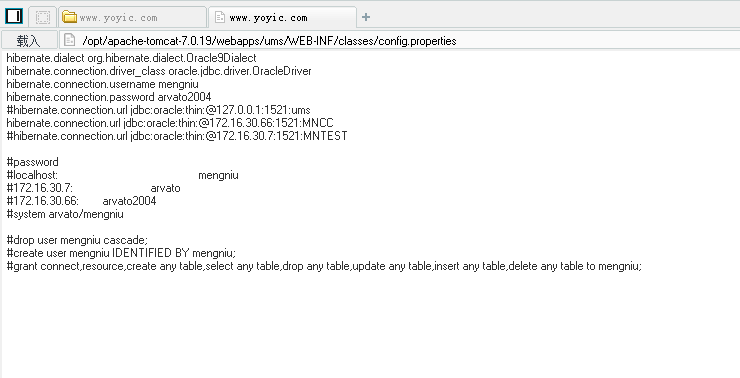 www.yoyic.com
www.yoyic.com
载入
/opt/apache-tomcat-7.0.19/webapps/ums/WEB-INF/classes/config.properties
hibernate.dialect org.hibernate.dialect.Oracle9Dialect
hibernate.connection.driver_class oracle.jdbc.driver.OracleDriver
hibernate.connection.username mengniu
hibernate.connection.password arvato2004
#hibernate.connection.url jdbc:oracle:thin:@127.0.0.1:1521:ums
hibernate.connection.url jdbc:oracle:thin:@172.16.30.66:1521:MNCC
#hibernate.connection.url jdbc:oracle:thin:@172.16.30.7:1521:MNTEST
#password
#localhost: mengniu
#172.16.30.7: arvato
#172.16.30.66: arvato2004
#system arvato/mengniu
#drop user mengniu cascade;
#create user mengniu IDENTIFIED BY mengniu;
#grant connect,resource,create any table,select any table,drop any table,update any table,insert any table,delete any table to mengniu;